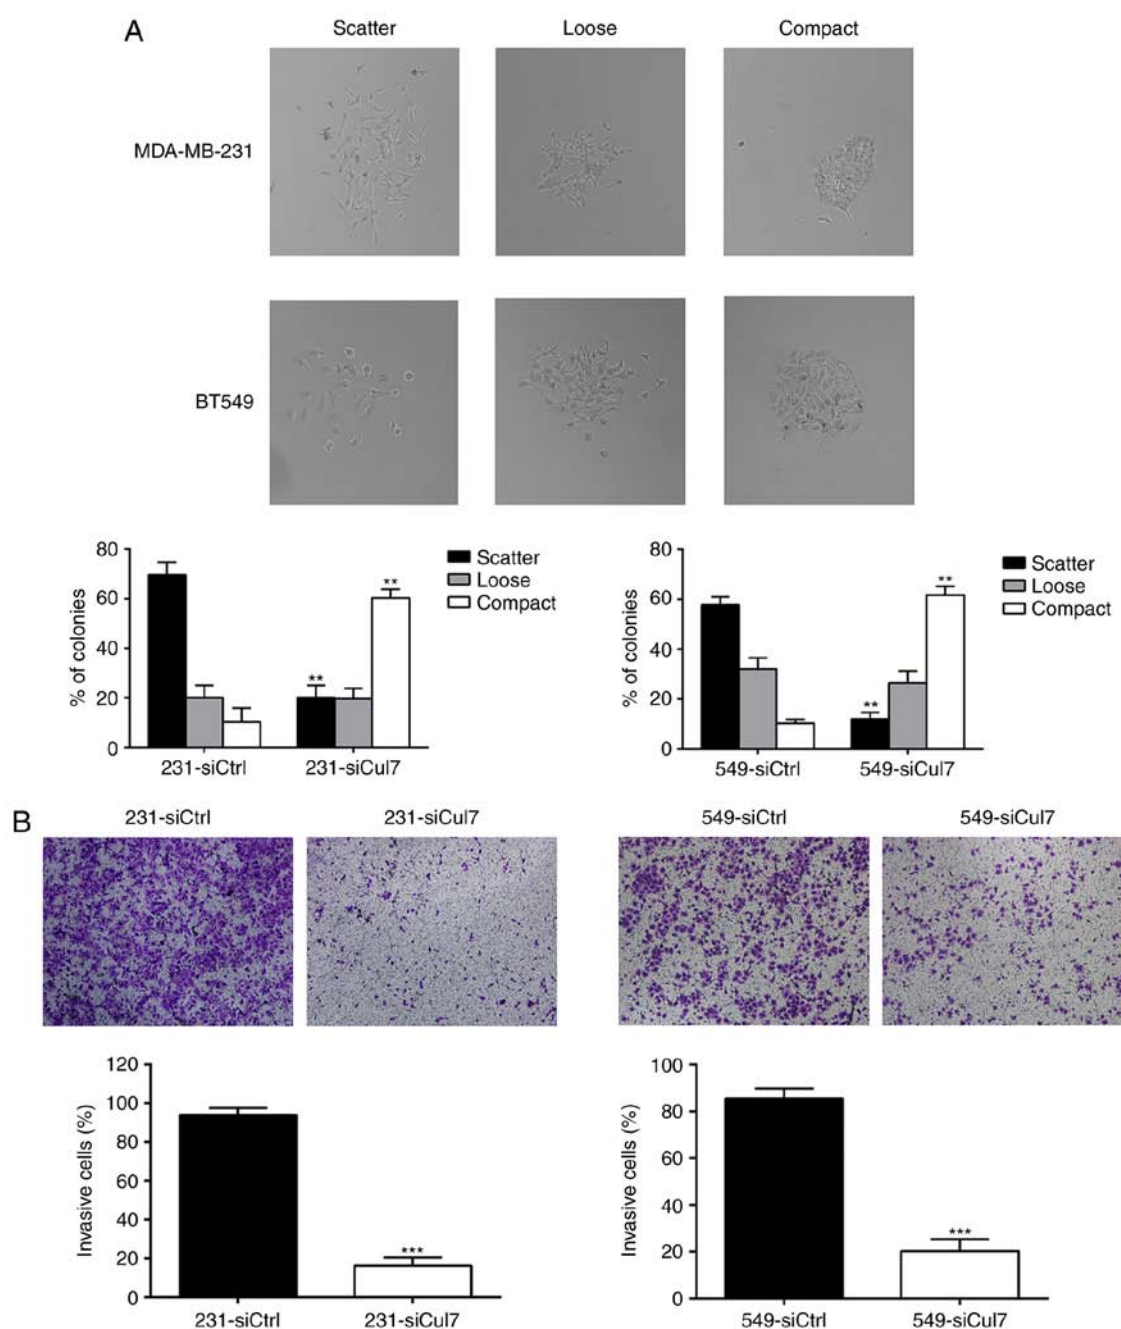 A
Scatter Loose Compact
MDA-MB-231
BT549
80
60
40
20
0
% of colonies
** **
231-siCtrl 231-siCul7
Scatter
Loose
Compact
80
60
40
20
0
% of colonies
** **
549-siCtrl 549-siCul7
Scatter
Loose
Compact
B
231-siCtrl 231-siCul7 549-siCtrl 549-siCul7
120
100
80
60
40
20
0
Invasive cells (%)
***
231-siCtrl 231-siCul7
100
80
60
40
20
0
Invasive cells (%)
***
549-siCtrl 549-siCul7